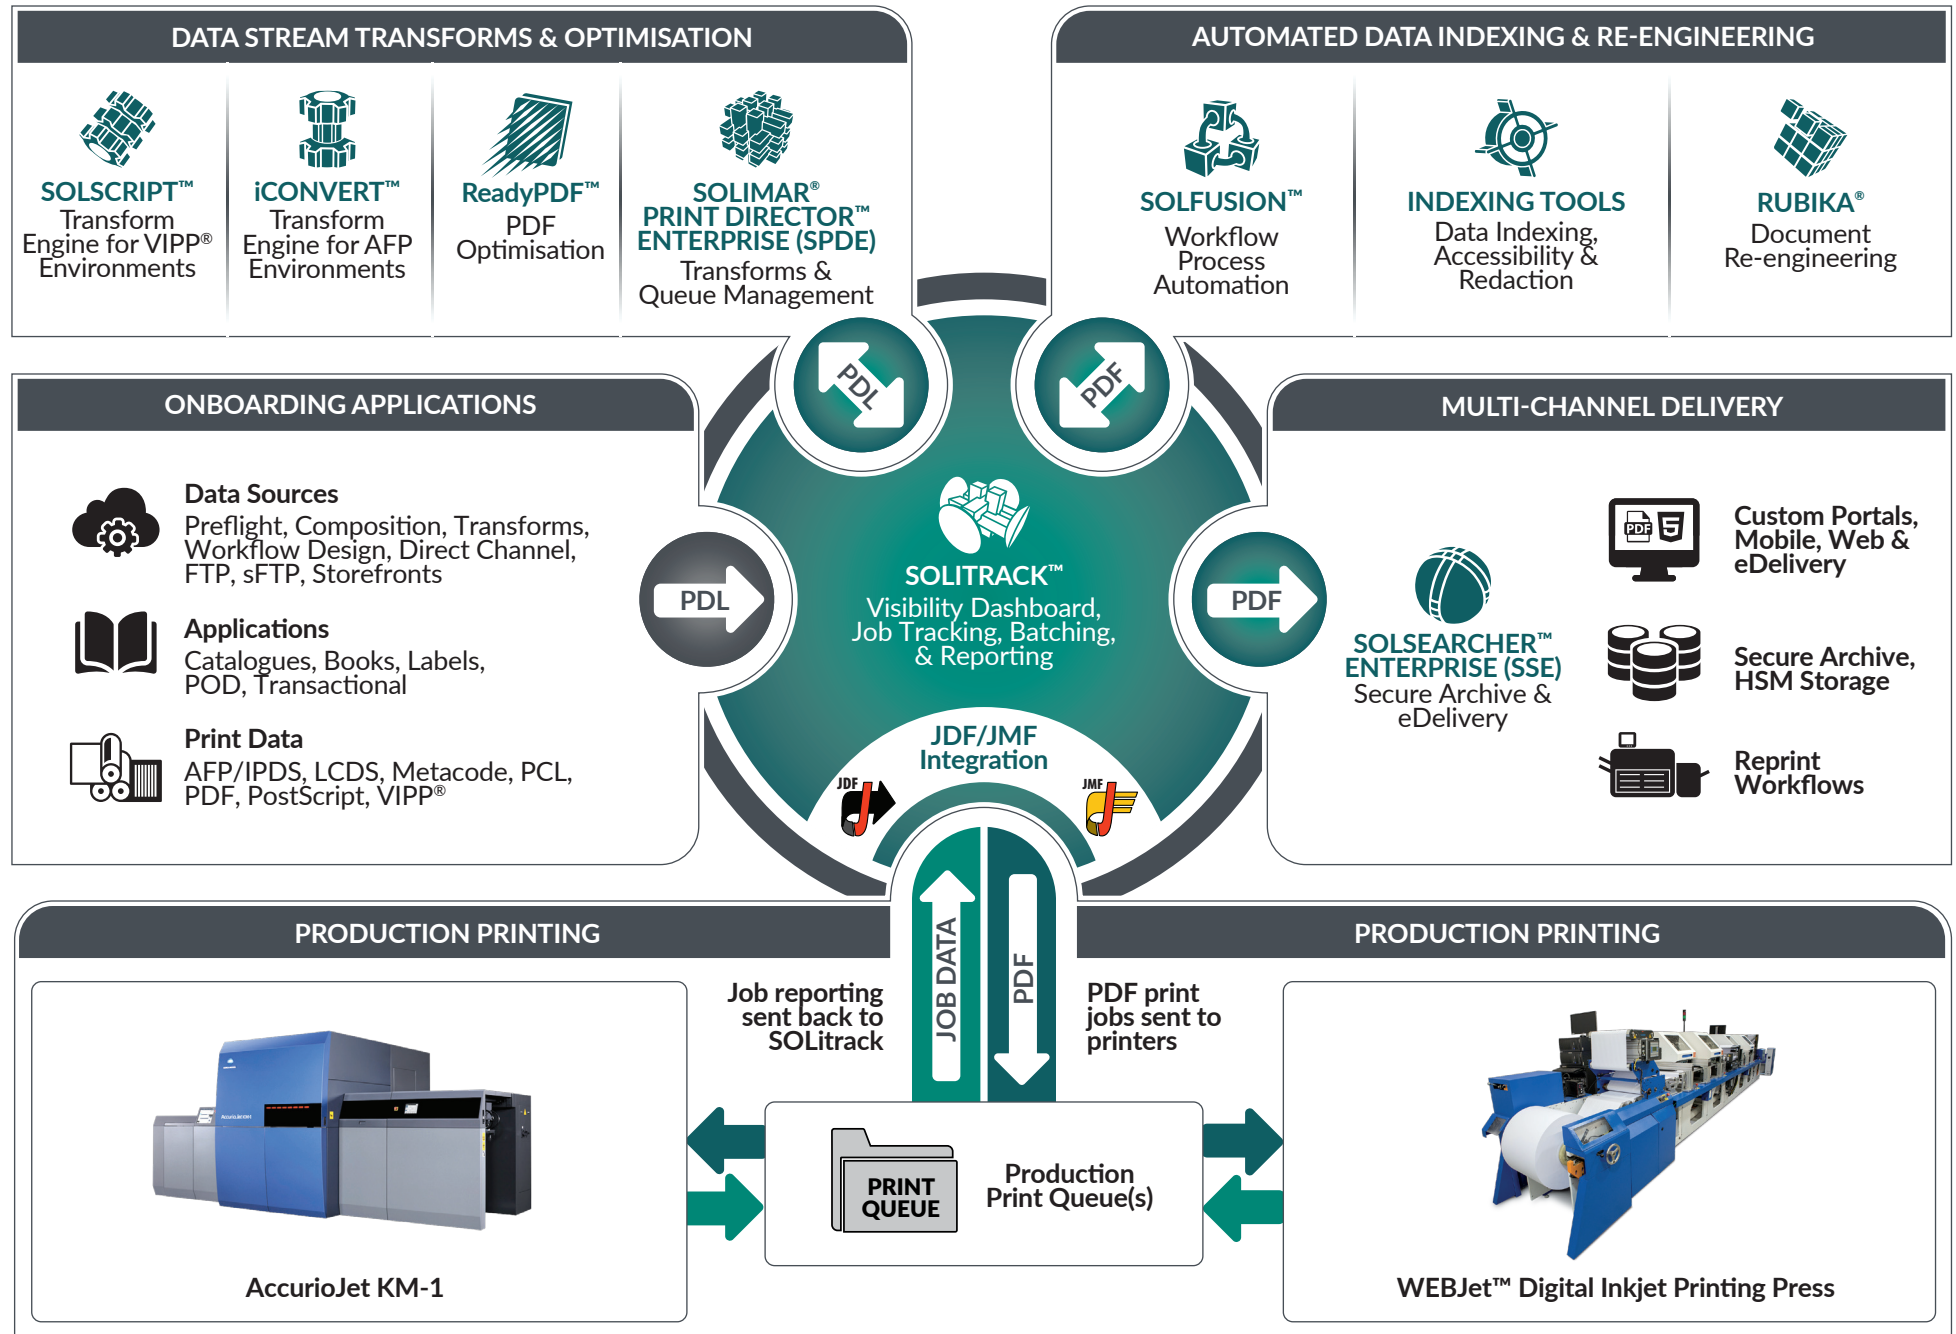 DATA STREAM TRANSFORMS & OPTIMISATION
SOLSCRIPT™
Transform
Engine for VIPP®
Environments
iCONVERT™
Transform
Engine for AFP
Environments
ReadyPDF™
PDF
Optimisation
SOLIMAR®
PRINT DIRECTOR™
ENTERPRISE (SPDE)
Transforms &
Queue Management
AUTOMATED DATA INDEXING & RE-ENGINEERING
SOLFUSION™
Workflow
Process
Automation
INDEXING TOOLS
Data Indexing,
Accessibility &
Redaction
RUBIKA®
Document
Re-engineering
PDL
PDF
ONBOARDING APPLICATIONS
Data Sources
Preflight, Composition, Transforms,
Workflow Design, Direct Channel,
FTP, sFTP, Storefronts
Applications
Catalogues, Books, Labels,
POD, Transactional
Print Data
AFP/IPDS, LCDS, Metacode, PCL,
PDF, PostScript, VIPP®
PDL
SOLITRACK™
Visibility Dashboard,
Job Tracking, Batching,
& Reporting
JDF/JMF
Integration
JDF
JMF
PDF
MULTI-CHANNEL DELIVERY
SOLSEARCHER™
ENTERPRISE (SSE)
Secure Archive &
eDelivery
PDF
5
Custom Portals,
Mobile, Web &
eDelivery
Secure Archive,
HSM Storage
Reprint
Workflows
PRODUCTION PRINTING
AccurioJet KM-1
AccurioJet KM-1
Job reporting
sent back to
SOLitrack
JOB DATA
PDF
PDF print
jobs sent to
printers
PRINT
QUEUE
Production
Print Queue(s)
PRODUCTION PRINTING
WEBJet™ Digital Inkjet Printing Press